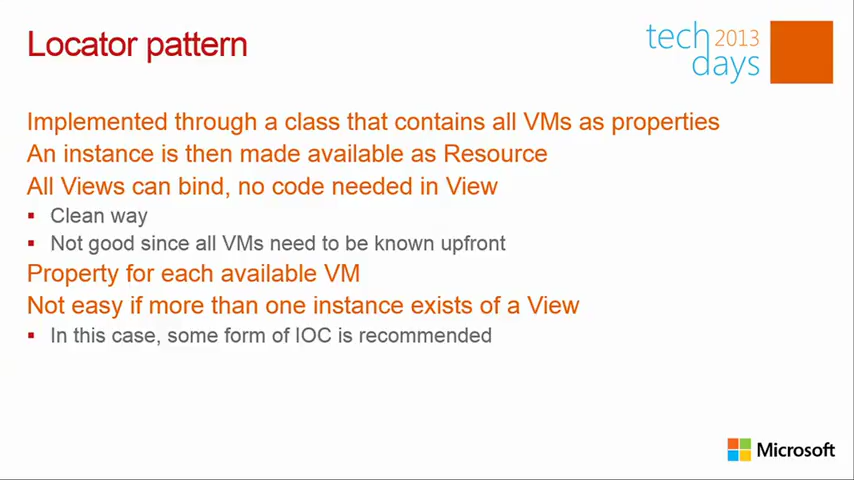 Locator pattern
tech 2013
days
Implemented through a class that contains all VMs as properties
An instance is then made available as Resource
All Views can bind, no code needed in View
▪ Clean way
▪ Not good since all VMs need to be known upfront
Property for each available VM
Not easy if more than one instance exists of a View
▪ In this case, some form of IOC is recommended
Microsoft